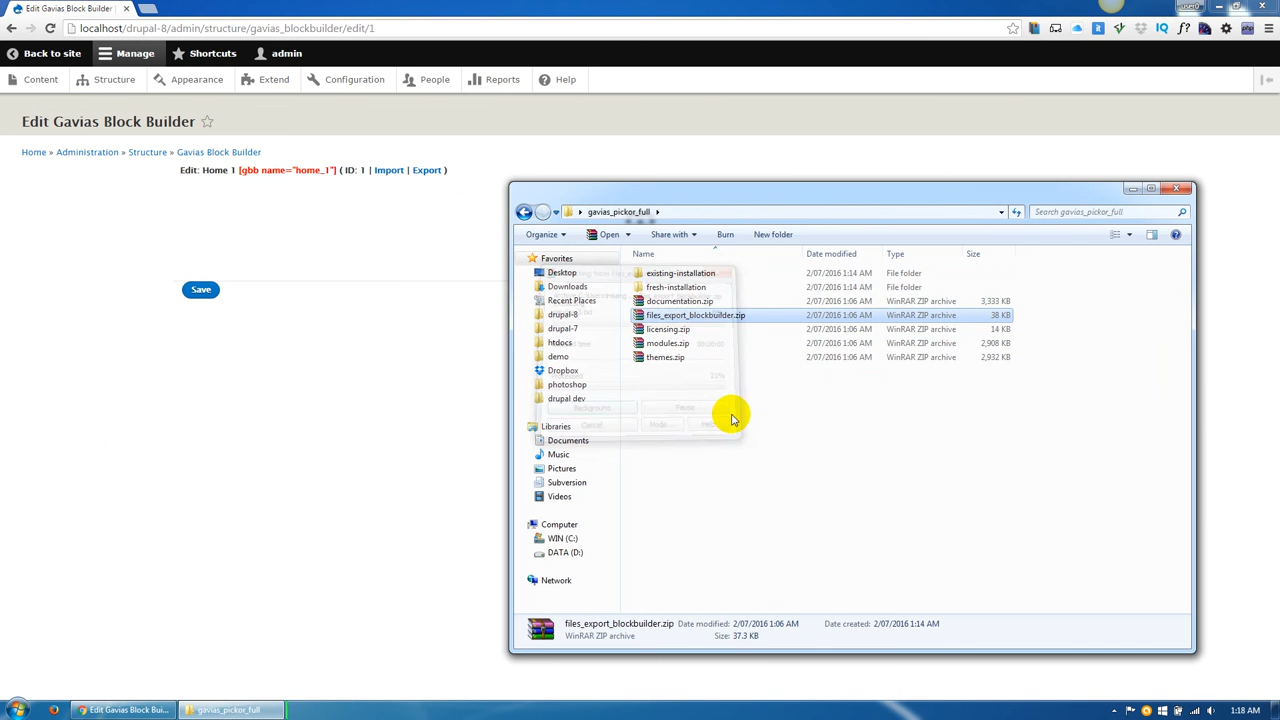 Edit Gavias Block Builder
user0
localhost/drupal-8/admin/structure/gavias_blockbuilder/edit/1
Back to site
Manage
Shortcuts
admin
Content
Structure
Appearance
Extend
Configuration
People
Reports
Help
Edit Gavias Block Builder
Home » Administration » Structure » Gavias Block Builder
Edit: Home 1 [gbb name="home_1"] ( ID: 1 | Import | Export )
Save
gavias_pickor_full
Search gavias_pickor_full
Organize
Open
Share with
Burn
New folder
Name
Date modified
Type
Size
Favorites
Desktop
Downloads
Recent Places
drupal-8
drupal-7
htdocs
demo
Dropbox
photoshop
drupal dev
Libraries
Documents
Music
Pictures
Subversion
Videos
Computer
WIN (C:)
DATA (D:)
Network
existing-installation 2/07/2016 1:14 AM File folder
fresh-installation 2/07/2016 1:14 AM File folder
documentation.zip 2/07/2016 1:06 AM WinRAR ZIP archive 3,333 KB
files_export_blockbuilder.zip 2/07/2016 1:06 AM WinRAR ZIP archive 38 KB
licensing.zip 2/07/2016 1:06 AM WinRAR ZIP archive 14 KB
modules.zip 2/07/2016 1:06 AM WinRAR ZIP archive 2,908 KB
themes.zip 2/07/2016 1:06 AM WinRAR ZIP archive 2,932 KB
Background
Pause
Cancel
Mode...
files_export_blockbuilder.zip Date modified: 2/07/2016 1:06 AM Date created: 2/07/2016 1:14 AM
WinRAR ZIP archive Size: 37.3 KB
Edit Gavias Block Bui...
gavias_pickor_full
1:18 AM